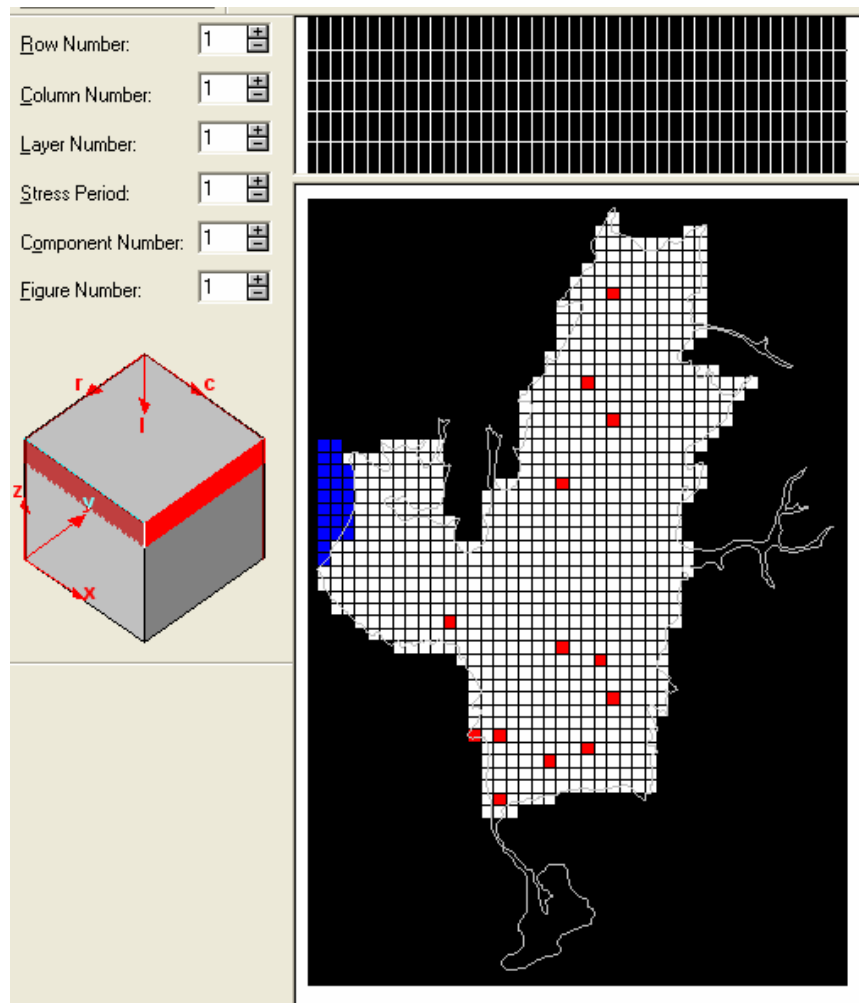 Row Number: 1
Column Number: 1
Layer Number: 1
Stress Period: 1
Component Number: 1
Figure Number: 1
r c
l
z y
x